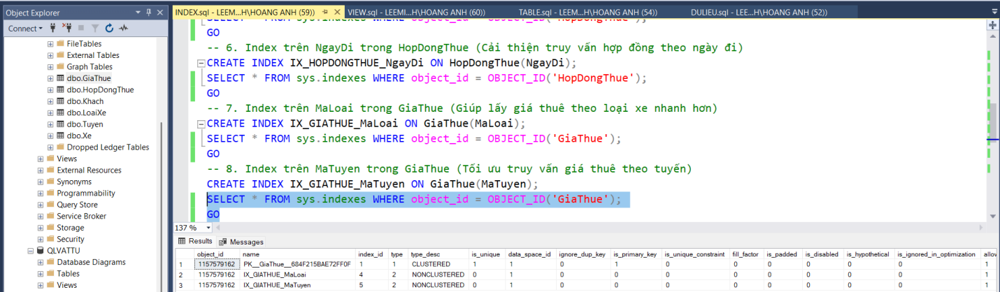 Object Explorer
Connect
FileTables
External Tables
Graph Tables
dbo.GiaThue
dbo.HopDongThue
dbo.Khach
dbo.LoaiXe
dbo.Tuyen
dbo.Xe
Dropped Ledger Tables
Views
External Resources
Synonyms
Programmability
Query Store
Service Broker
Storage
Security
QLVATTU
Database Diagrams
Tables
Views
INDEX.sql - LEEM...H\HOANG ANH (59)) VIEW.sql - LEEMI...H\HOANG ANH (60)) TABLE.sql - LEEM...H\HOANG ANH (54)) DULIEU.sql - LEE...H\HOANG ANH (52))
SELECT * FROM sys.indexes WHERE object_id = OBJECT_ID('HopDongThue');
GO
-- 6. Index trên NgayDi trong HopDongThue (Cải thiện truy vấn hợp đồng theo ngày đi)
CREATE INDEX IX_HOPDONGTHUE_NgayDi ON HopDongThue(NgayDi);
SELECT * FROM sys.indexes WHERE object_id = OBJECT_ID('HopDongThue');
GO
-- 7. Index trên MaLoai trong GiaThue (Giúp lấy giá thuê theo loại xe nhanh hơn)
CREATE INDEX IX_GIATHUE_MaLoai ON GiaThue(MaLoai);
SELECT * FROM sys.indexes WHERE object_id = OBJECT_ID('GiaThue');
GO
-- 8. Index trên MaTuyen trong GiaThue (Tối ưu truy vấn giá thuê theo tuyến)
CREATE INDEX IX_GIATHUE_MaTuyen ON GiaThue(MaTuyen);
SELECT * FROM sys.indexes WHERE object_id = OBJECT_ID('GiaThue');
GO
137 %
Results Messages
object_id name index_id type type_desc is_unique data_space_id ignore_dup_key is_primary_key is_unique_constraint fill_factor is_padded is_disabled is_hypothetical is_ignored_in_optimization allow
1 1157579162 PK__GiaThue__684F215BAE72FF0F 1 1 CLUSTERED 1 1 0 1 0 0 0 0 0 0 1
2 1157579162 IX_GIATHUE_MaLoai 4 2 NONCLUSTERED 0 1 0 0 0 0 0 0 0 0 1
3 1157579162 IX_GIATHUE_MaTuyen 5 2 NONCLUSTERED 0 1 0 0 0 0 0 0 0 0 1